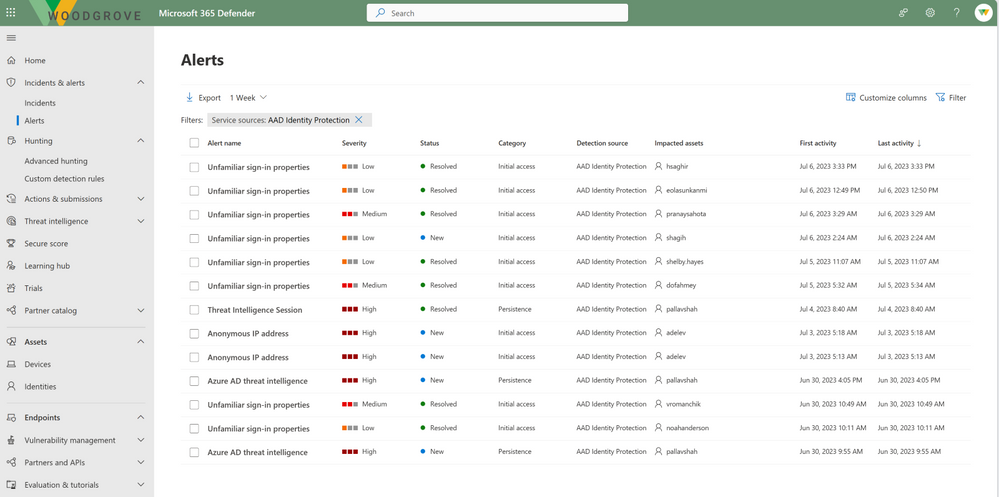 WOODGROVE Microsoft 365 Defender Search
Home
Incidents & alerts
Incidents
Alerts
Hunting
Advanced hunting
Custom detection rules
Actions & submissions
Threat intelligence
Secure score
Learning hub
Trials
Partner catalog
Assets
Devices
Identities
Endpoints
Vulnerability management
Partners and APIs
Evaluation & tutorials
Alerts
Export 1 Week Customize columns Filter
Filters: Service sources: AAD Identity Protection
Alert name Severity Status Category Detection source Impacted assets First activity Last activity ↓
Unfamiliar sign-in properties Low Resolved Initial access AAD Identity Protection hsaghir Jul 6, 2023 3:33 PM Jul 6, 2023 3:33 PM
Unfamiliar sign-in properties Low Resolved Initial access AAD Identity Protection eolasunkanmi Jul 6, 2023 12:49 PM Jul 6, 2023 12:50 PM
Unfamiliar sign-in properties Medium Resolved Initial access AAD Identity Protection pranaysahota Jul 6, 2023 3:29 AM Jul 6, 2023 3:29 AM
Unfamiliar sign-in properties Low New Initial access AAD Identity Protection shagih Jul 6, 2023 2:24 AM Jul 6, 2023 2:24 AM
Unfamiliar sign-in properties Low Resolved Initial access AAD Identity Protection shelby.hayes Jul 5, 2023 11:07 AM Jul 5, 2023 11:07 AM
Unfamiliar sign-in properties Medium Resolved Initial access AAD Identity Protection dofahmey Jul 5, 2023 5:32 AM Jul 5, 2023 5:34 AM
Threat Intelligence Session High Resolved Persistence AAD Identity Protection pallavshah Jul 4, 2023 8:40 AM Jul 4, 2023 8:40 AM
Anonymous IP address High New Initial access AAD Identity Protection adelev Jul 3, 2023 5:18 AM Jul 3, 2023 5:18 AM
Anonymous IP address High New Initial access AAD Identity Protection adelev Jul 3, 2023 5:13 AM Jul 3, 2023 5:13 AM
Azure AD threat intelligence High New Persistence AAD Identity Protection pallavshah Jun 30, 2023 4:05 PM Jun 30, 2023 4:05 PM
Unfamiliar sign-in properties Medium Resolved Initial access AAD Identity Protection vromanchik Jun 30, 2023 10:49 AM Jun 30, 2023 10:49 AM
Unfamiliar sign-in properties Low Resolved Initial access AAD Identity Protection noahanderson Jun 30, 2023 10:11 AM Jun 30, 2023 10:11 AM
Azure AD threat intelligence High New Persistence AAD Identity Protection pallavshah Jun 30, 2023 9:55 AM Jun 30, 2023 9:55 AM